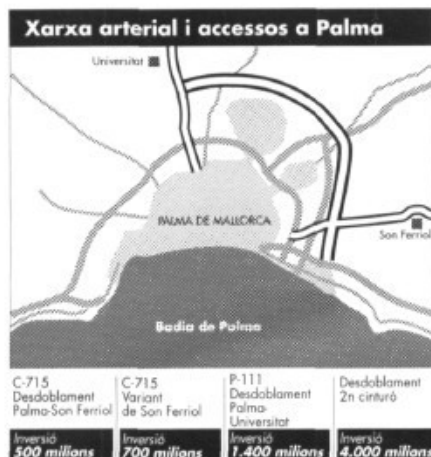 Xarxa arterial i accessos a Palma
Universitat
PALMA DE MALLORCA
Son Ferriol
Badia de Palma
C-715
Desdoblament
Palma-Son Ferriol
Inversió
500 milions
C-715
Variant
de Son Ferriol
Inversió
700 milions
P-111
Desdoblament
Palma-
Universitat
Inversió
1.400 milions
Desdoblament
2n cinturó
Inversió
4.000 milions